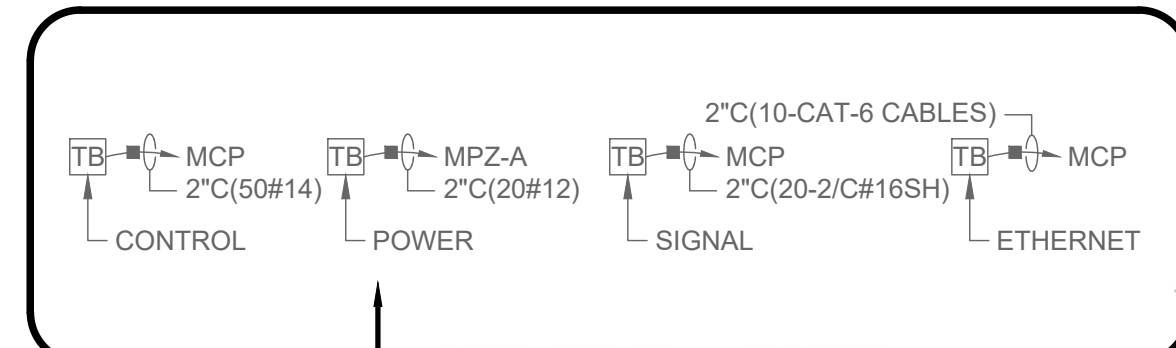 2"C(10-CAT-6 CABLES)
TB MCP TB MPZ-A TB MCP TB MCP
2"C(50#14) 2"C(20#12) 2"C(20-2/C#16SH)
CONTROL POWER SIGNAL ETHERNET